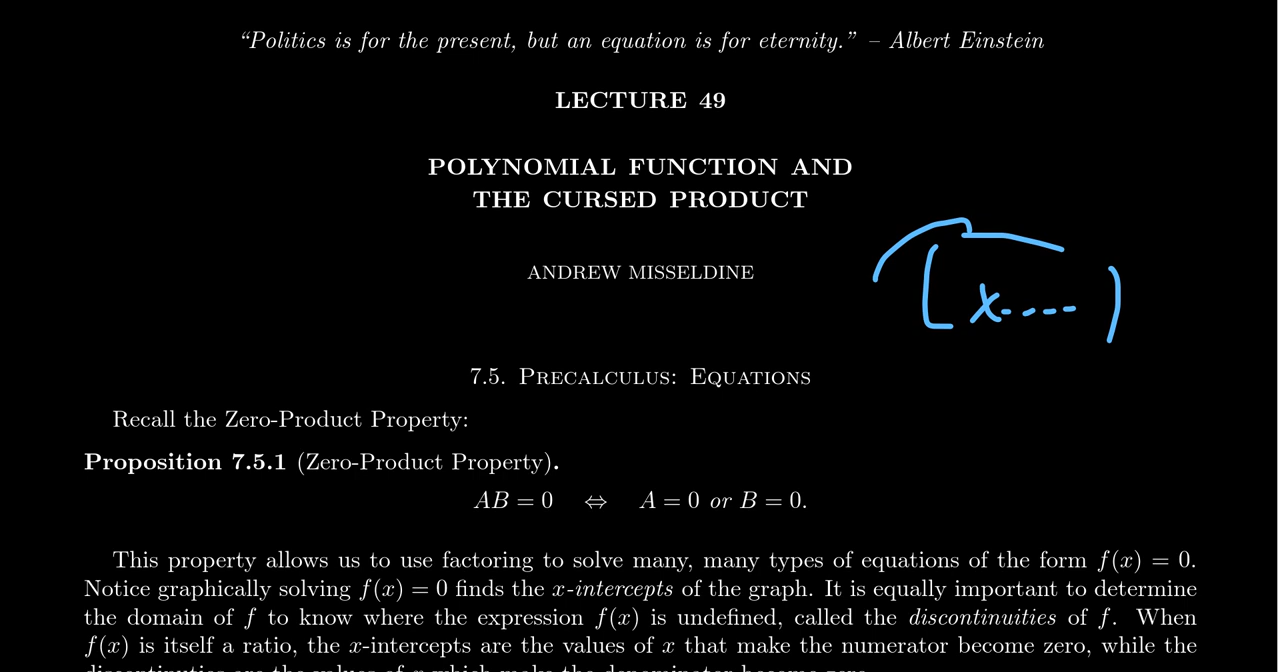 “Politics is for the present, but an equation is for eternity.” – Albert Einstein
LECTURE 49
POLYNOMIAL FUNCTION AND
THE CURSED PRODUCT
ANDREW MISSELDINE
[ x---- )
7.5. Precalculus: Equations
Recall the Zero-Product Property:
Proposition 7.5.1 (Zero-Product Property).
AB = 0 ⇔ A = 0 or B = 0.
This property allows us to use factoring to solve many, many types of equations of the form f(x) = 0.
Notice graphically solving f(x) = 0 finds the x-intercepts of the graph. It is equally important to determine
the domain of f to know where the expression f(x) is undefined, called the discontinuities of f. When
f(x) is itself a ratio, the x-intercepts are the values of x that make the numerator become zero, while the